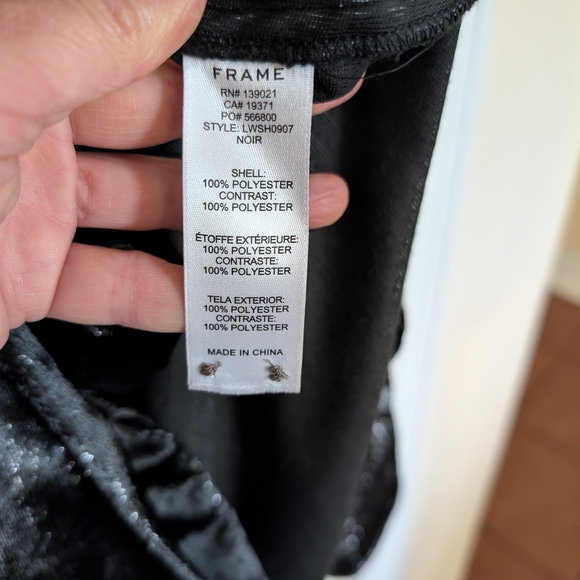 FRAME
RN# 139021
CA# 19371
PO# 566800
STYLE: LWSH0907
NOIR
SHELL:
100% POLYESTER
CONTRAST:
100% POLYESTER
ÉTOFFE EXTÉRIEURE:
100% POLYESTER
CONTRASTE:
100% POLYESTER
TELA EXTERIOR:
100% POLYESTER
CONTRASTE:
100% POLYESTER
MADE IN CHINA